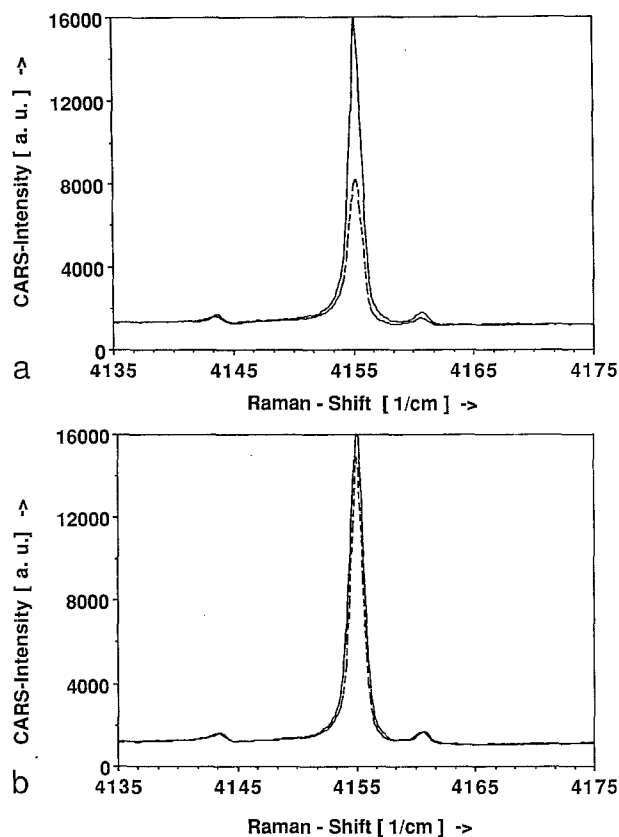 16000
12000
8000
4000
0
CARS-Intensity [ a. u. ] ->
4135 4145 4155 4165 4175
Raman - Shift [ 1/cm ] ->
a
16000
12000
8000
4000
0
CARS-Intensity [ a. u.] ->
4135 4145 4155 4165 4175
Raman - Shift [ 1/cm ] ->
b